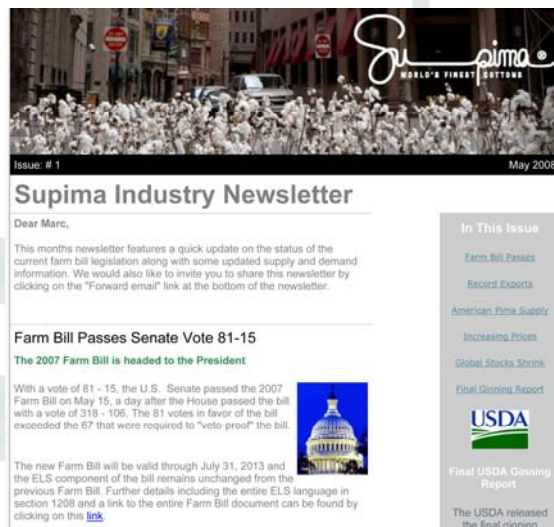 Supima®
WORLD'S FINEST COTTONS
Issue: # 1
May 2008
Supima Industry Newsletter
Dear Marc,
This months newsletter features a quick update on the status of the
current farm bill legislation along with some updated supply and demand
information. We would also like to invite you to share this newsletter by
clicking on the "Forward email" link at the bottom of the newsletter.
Farm Bill Passes Senate Vote 81-15
The 2007 Farm Bill is headed to the President
With a vote of 81 - 15, the U.S. Senate passed the 2007
Farm Bill on May 15, a day after the House passed the bill
with a vote of 318 - 106. The 81 votes in favor of the bill
exceeded the 67 that were required to "veto proof" the bill.
The new Farm Bill will be valid through July 31, 2013 and
the ELS component of the bill remains unchanged from the
previous Farm Bill. Further details including the entire ELS language in
section 1208 and a link to the entire Farm Bill document can be found by
clicking on this link.
In This Issue
Farm Bill Passes
Record Exports
American Pima Supply
Increasing Prices
Global Stocks Shrink
Final Ginning Report
USDA
Final USDA Ginning
Report
The USDA released
the final ginning